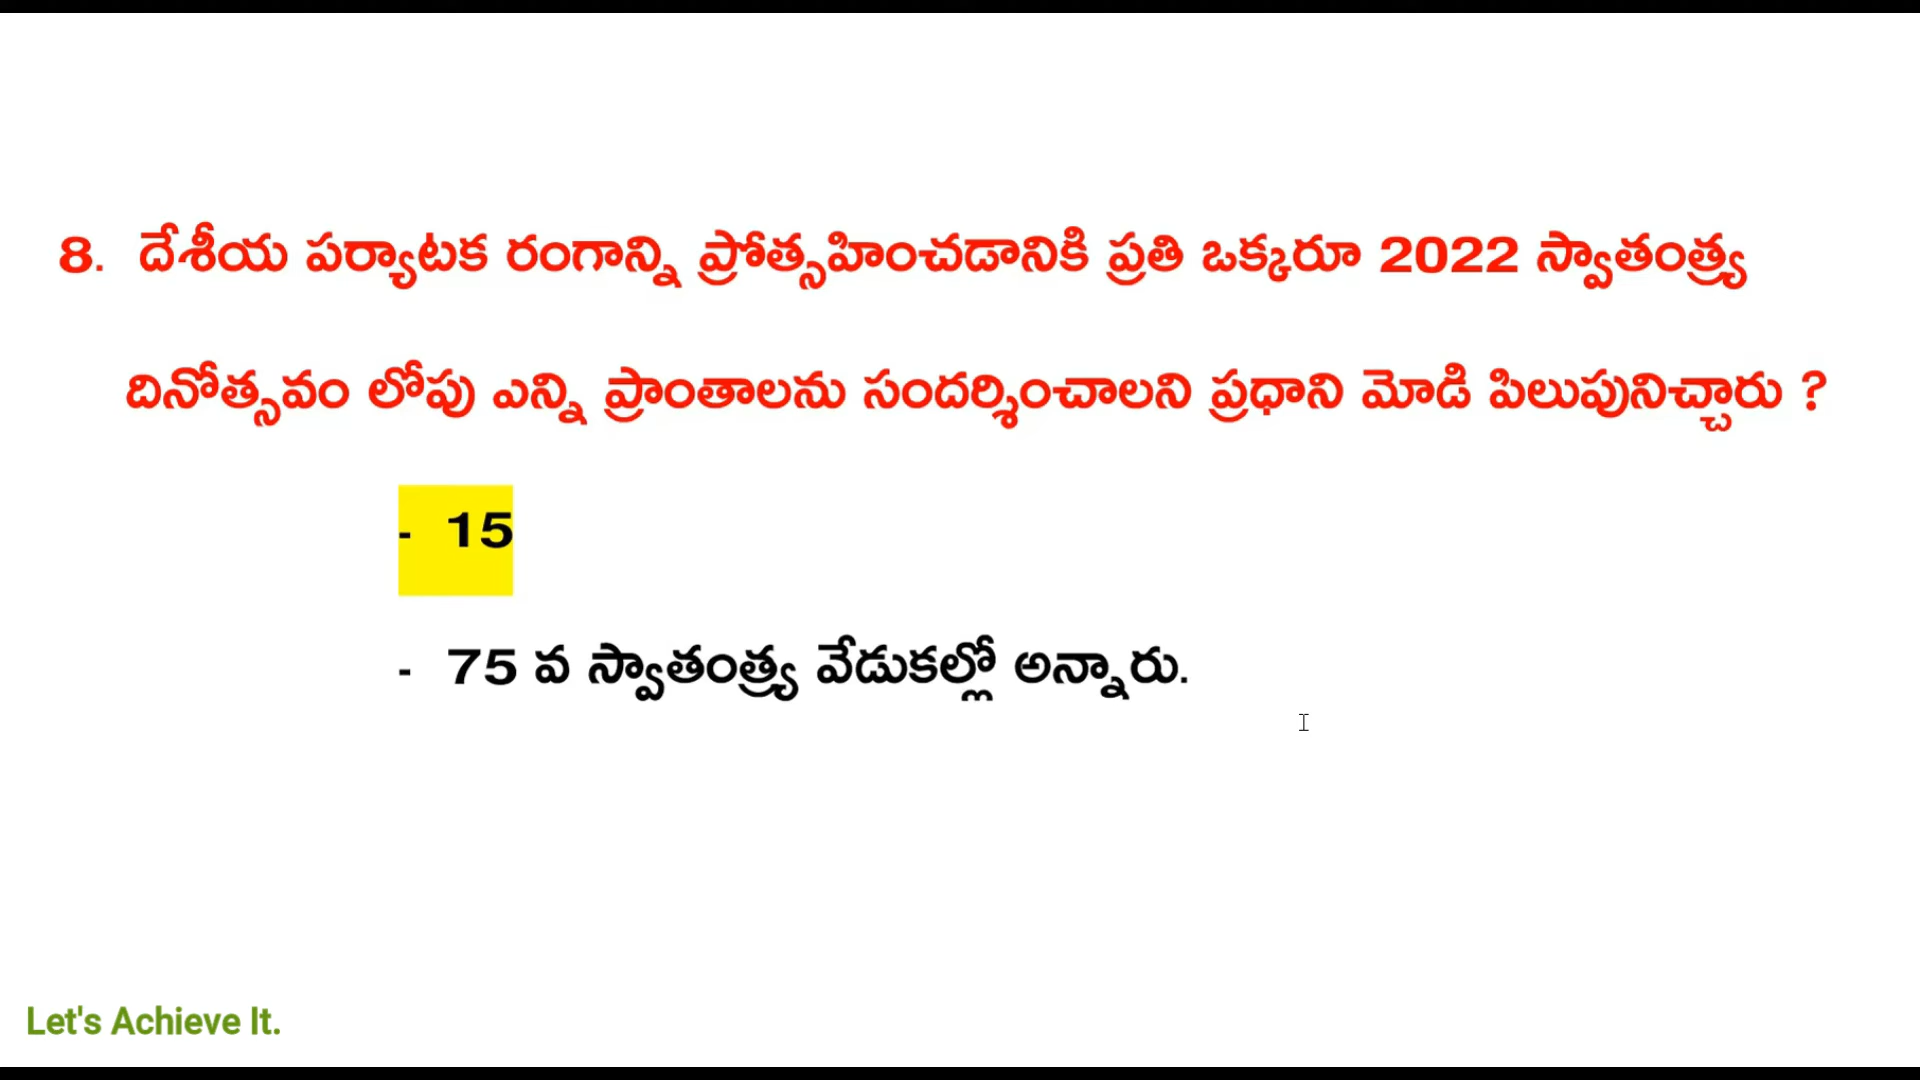 8. దేశీయ పర్యాటక రంగాన్ని ప్రోత్సహించడానికి ప్రతి ఒక్కరూ 2022 స్వాతంత్ర్య
దినోత్సవం లోపు ఎన్ని ప్రాంతాలను సందర్శించాలని ప్రధాని మోడి పిలుపునిచ్చారు ?
- 15
- 75 వ స్వాతంత్ర్య వేడుకల్లో అన్నారు.
Let's Achieve It.